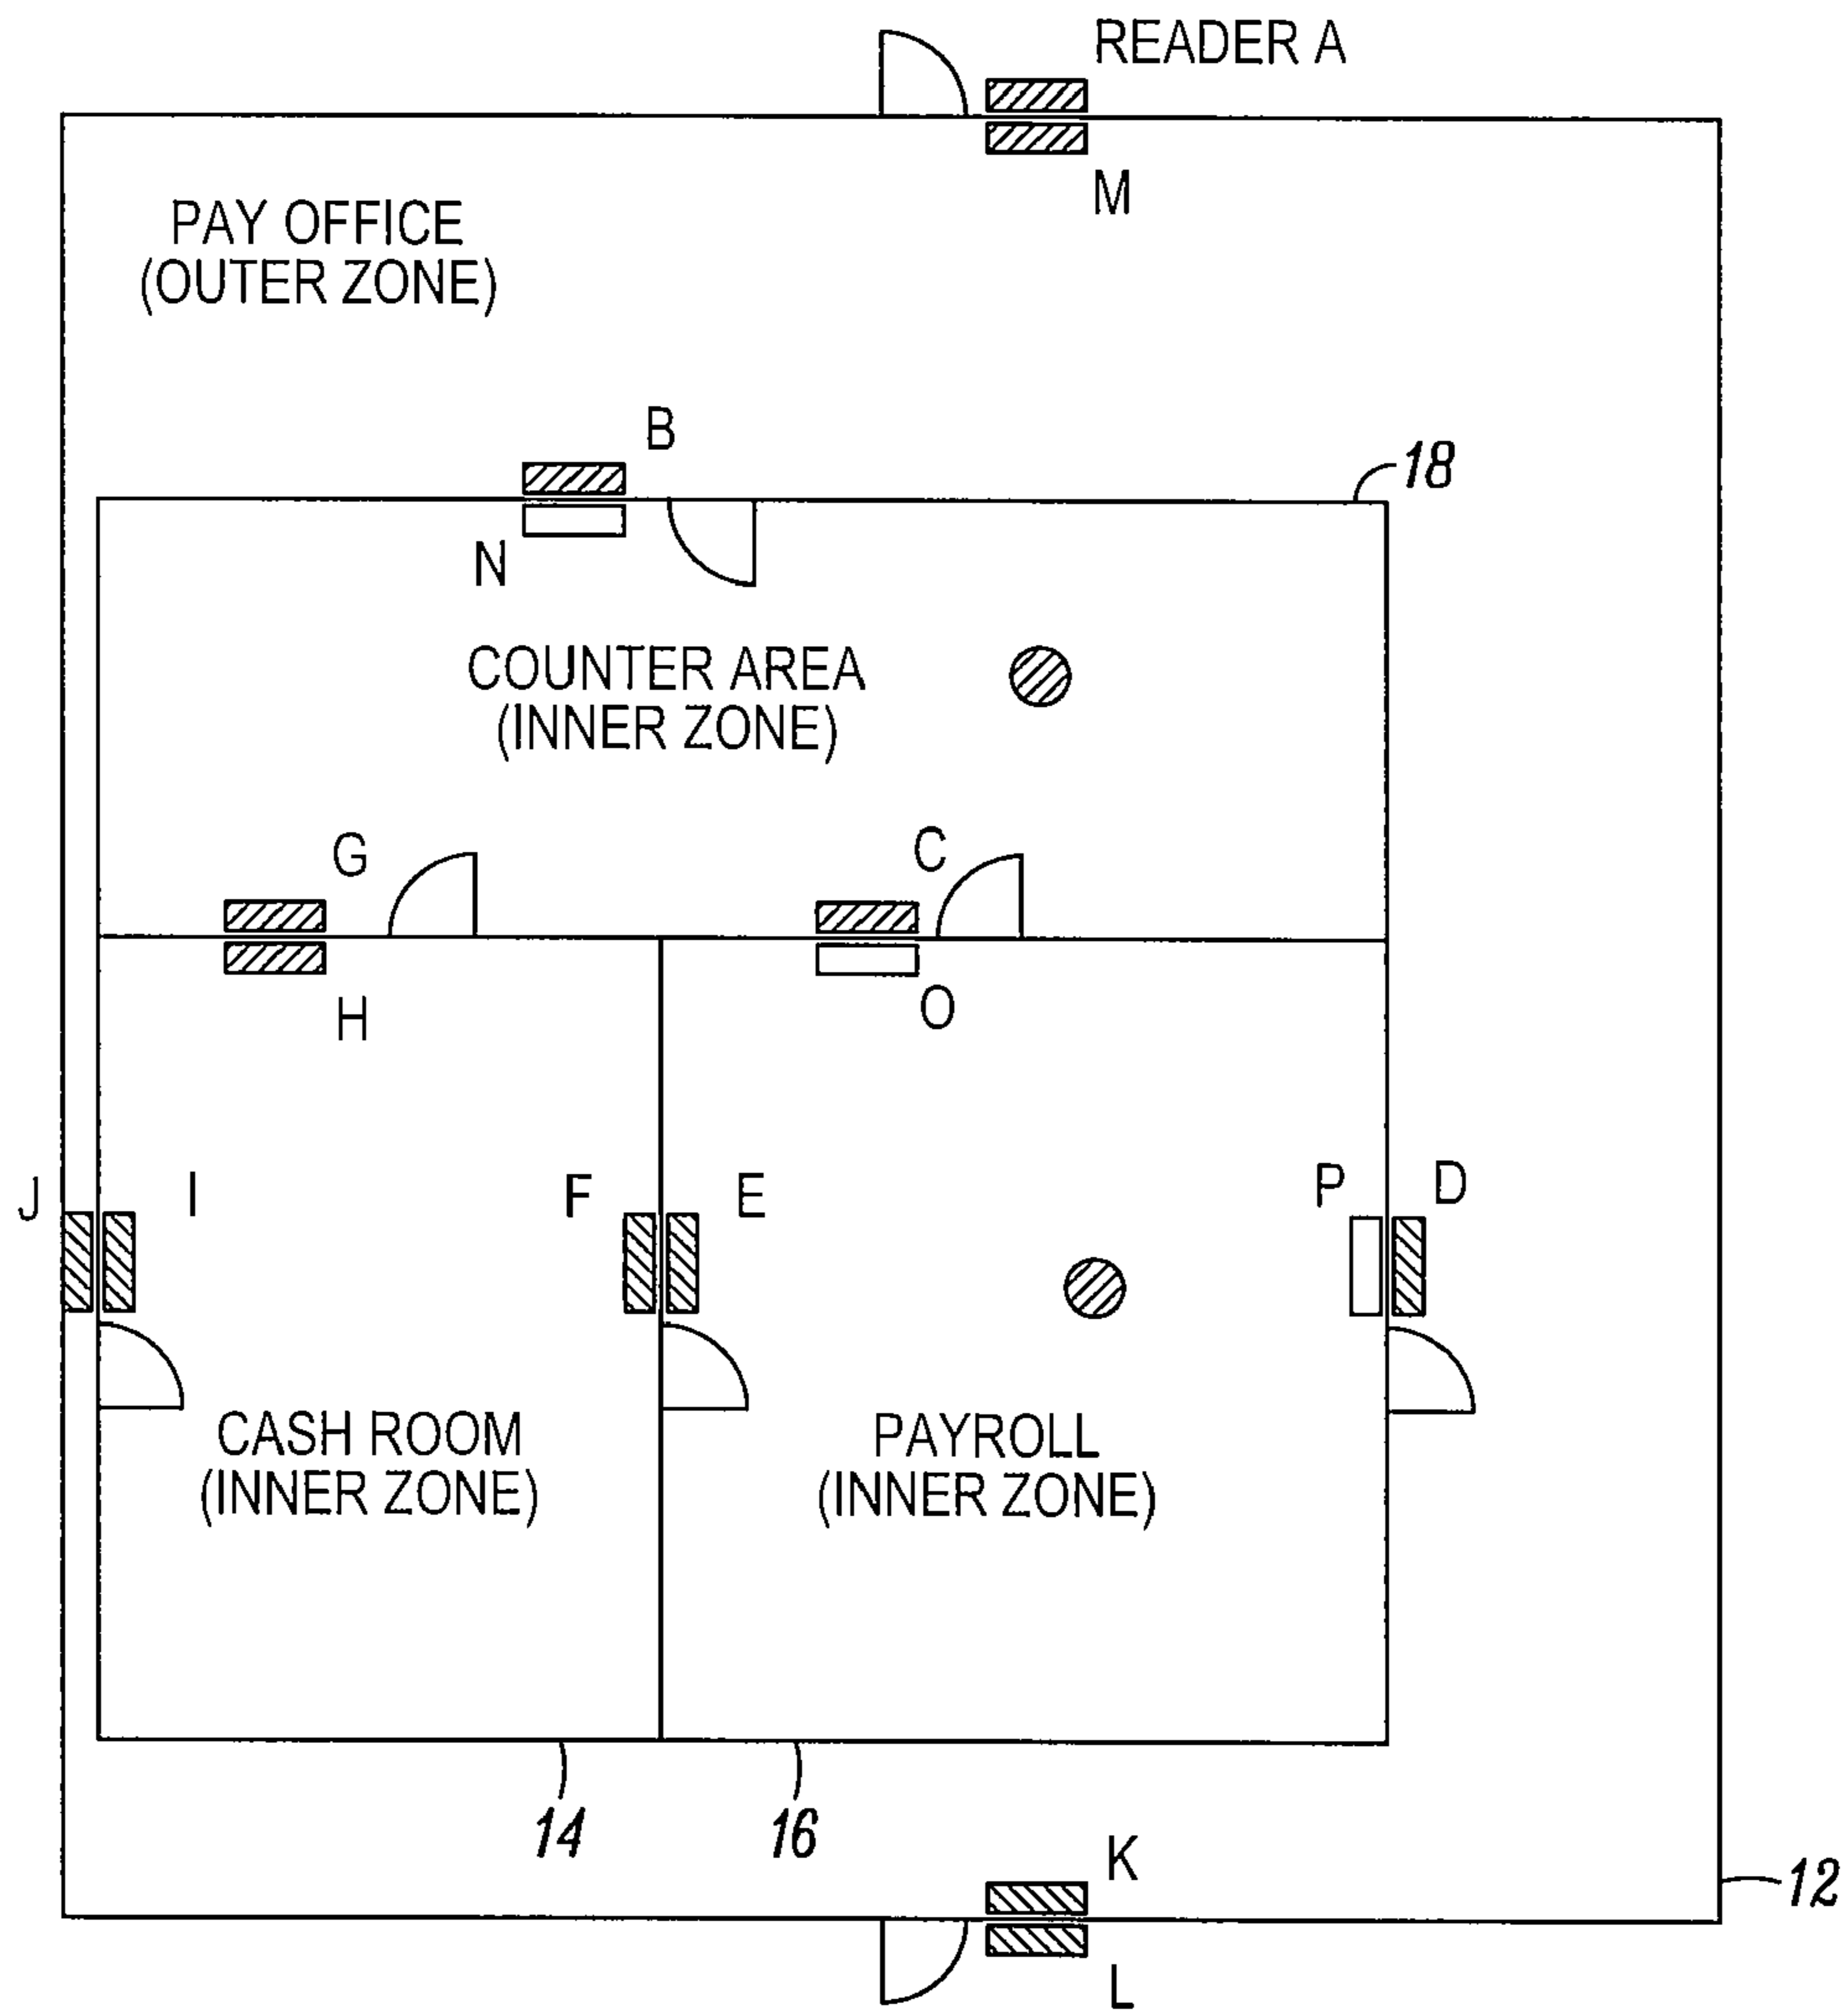 READER A
M
PAY OFFICE
(OUTER ZONE)
B
18
N
COUNTER AREA
(INNER ZONE)
G
C
H
O
J
I
F
E
P
D
CASH ROOM
(INNER ZONE)
PAYROLL
(INNER ZONE)
14
16
K
12
L